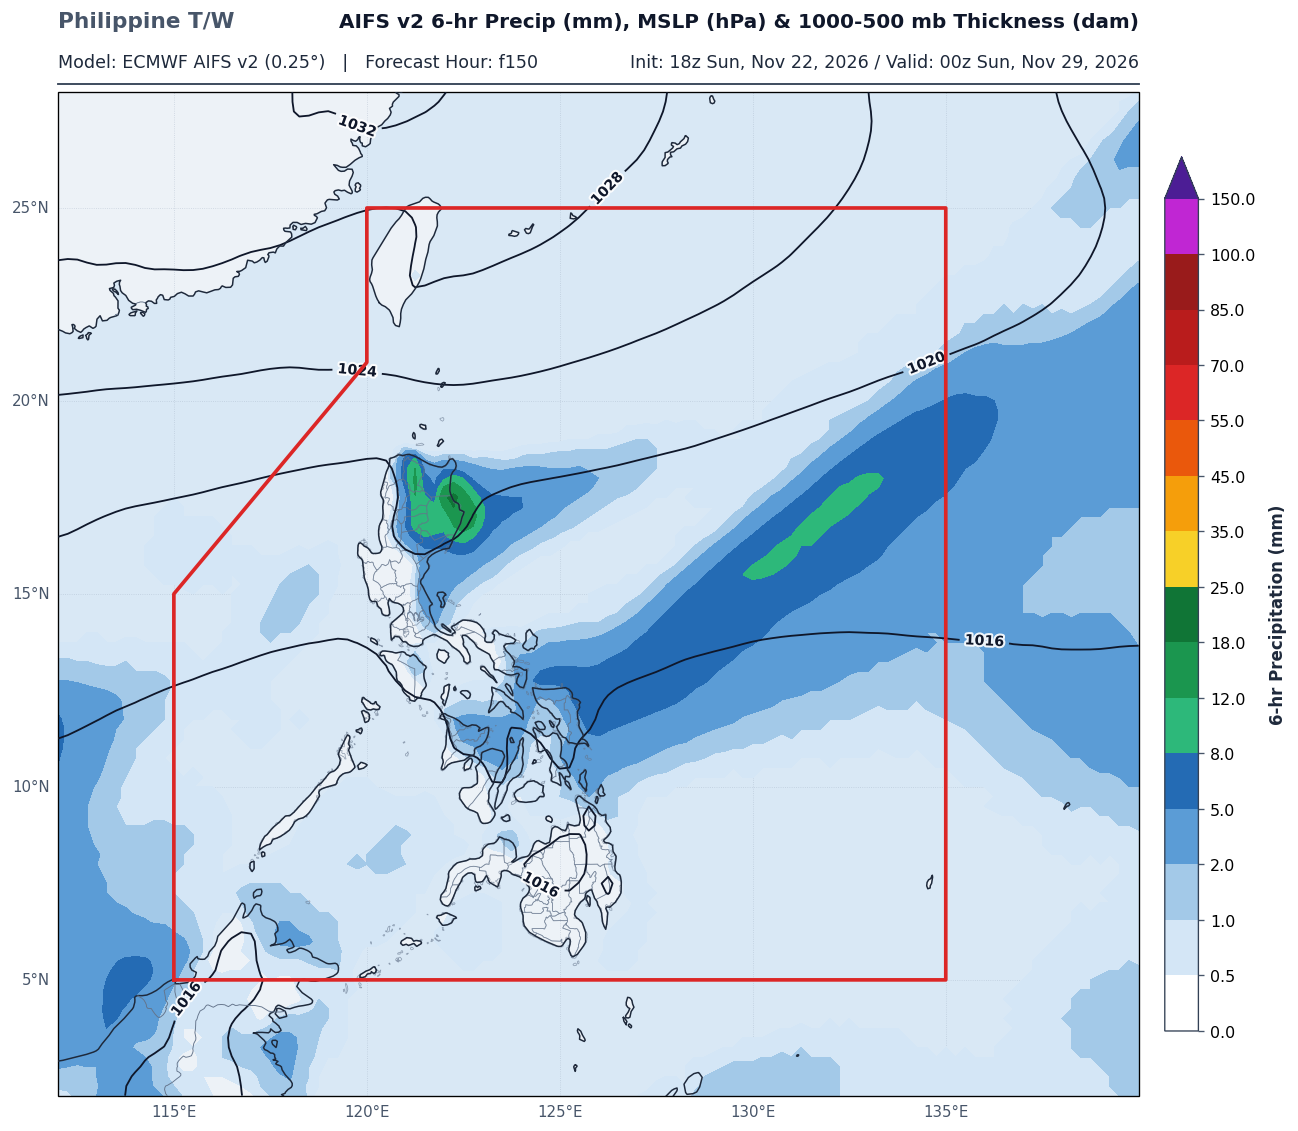 Philippine T/W
AIFS v2 6-hr Precip (mm), MSLP (hPa) & 1000-500 mb Thickness (dam)
Model: ECMWF AIFS v2 (0.25°) | Forecast Hour: f150
Init: 18z Sun, Nov 22, 2026 / Valid: 00z Sun, Nov 29, 2026
1032
1028
1024
1020
1016
1016
1016
25°N
20°N
15°N
10°N
5°N
115°E
120°E
125°E
130°E
135°E
150.0
100.0
85.0
70.0
55.0
45.0
35.0
25.0
18.0
12.0
8.0
5.0
2.0
1.0
0.5
0.0
6-hr Precipitation (mm)